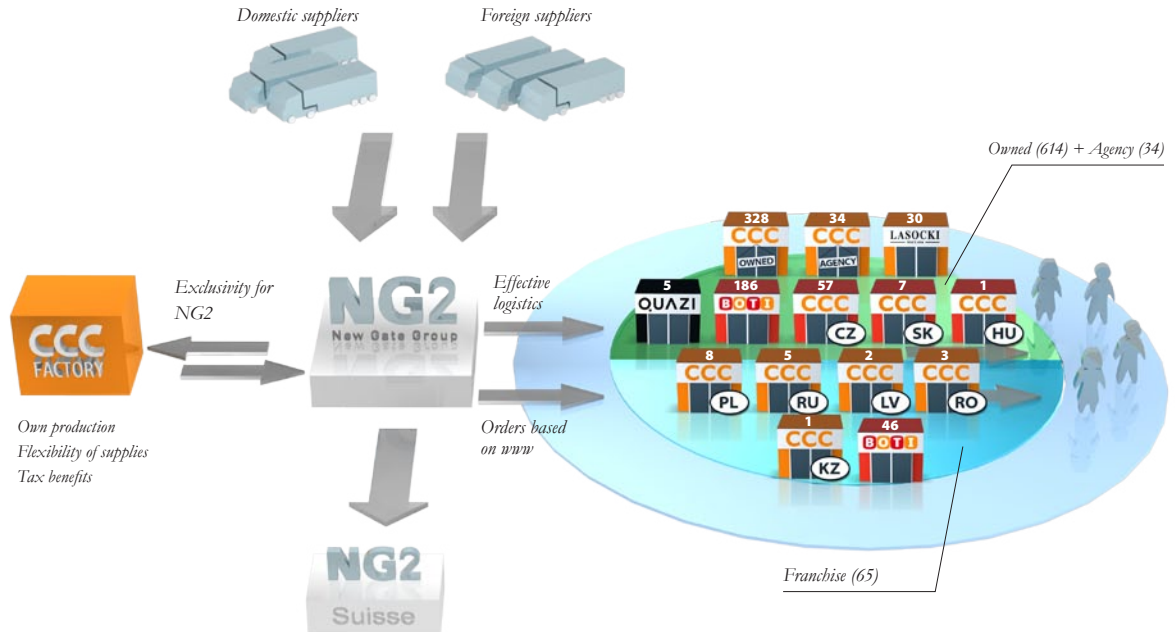 Domestic suppliers
Foreign suppliers
Owned (614) + Agency (34)
328
CCC
OWNED
34
CCC
AGENCY
30
LASOCKI
5
QUAZI
186
BOTI
57
CCC
CZ
7
CCC
SK
1
CCC
HU
8
CCC
PL
5
CCC
RU
2
CCC
LV
3
CCC
RO
1
CCC
KZ
46
BOTI
Franchise (65)
Effective
logistics
Orders based
on www
NG2
New Gate Group
Exclusivity for
NG2
CCC
FACTORY
Own production
Flexibility of supplies
Tax benefits
NG2
Suisse